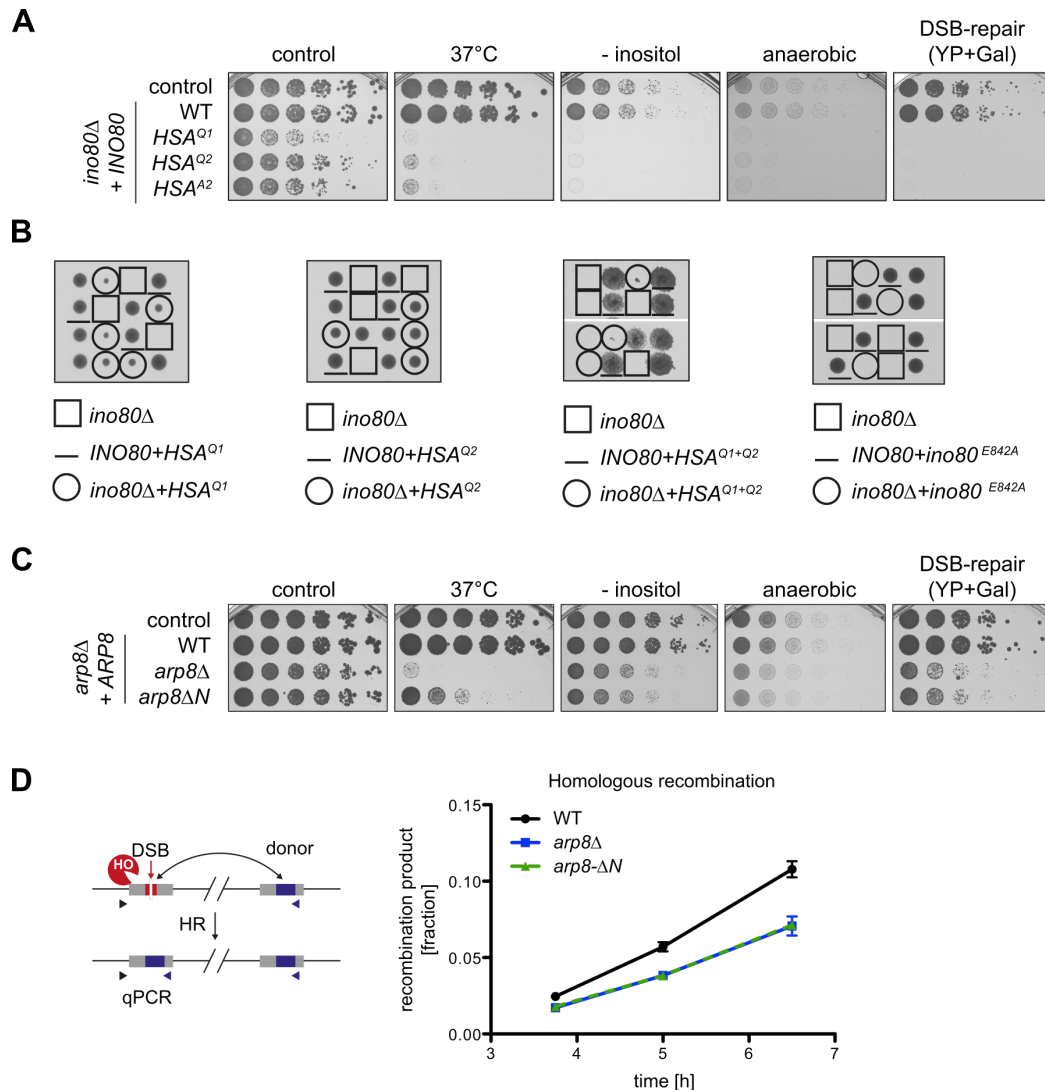 A
control
37°C
- inositol
anaerobic
DSB-repair
(YP+Gal)
ino80Δ
+ INO80
control
WT
HSA^Q1
HSA^Q2
HSA^A2
B
ino80Δ
INO80+HSA^Q1
ino80Δ+HSA^Q1
ino80Δ
INO80+HSA^Q2
ino80Δ+HSA^Q2
ino80Δ
INO80+HSA^Q1+Q2
ino80Δ+HSA^Q1+Q2
ino80Δ
INO80+ino80 ^E842A
ino80Δ+ino80 ^E842A
C
control
37°C
- inositol
anaerobic
DSB-repair
(YP+Gal)
arp8Δ
+ ARP8
control
WT
arp8Δ
arp8ΔN
D
HO
DSB
donor
HR
qPCR
Homologous recombination
WT
arp8Δ
arp8-ΔN
recombination product
[fraction]
0.15
0.10
0.05
0.00
3
4
5
6
7
time [h]